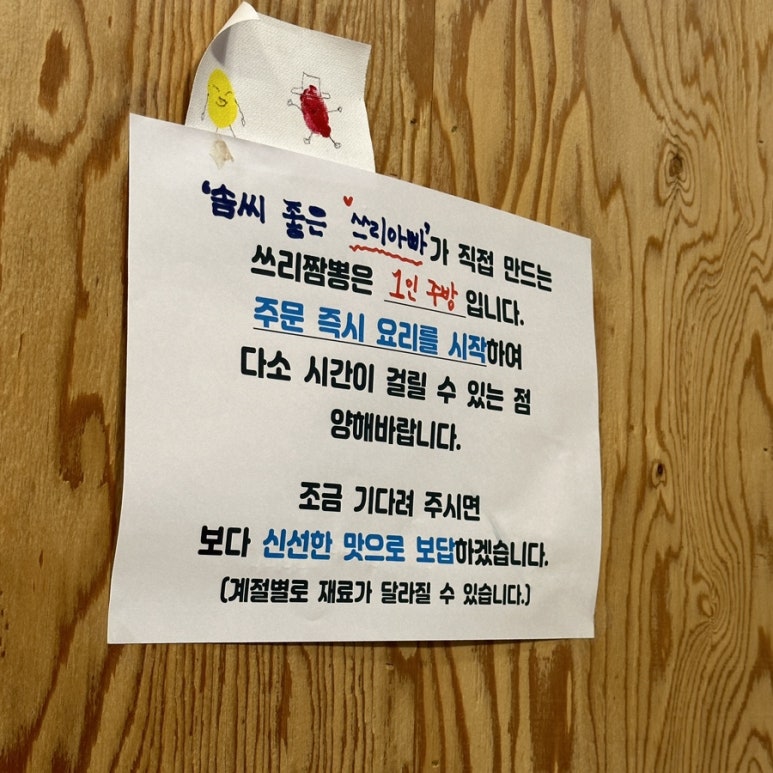 '솜씨 좋은 '쓰리아빠'가 직접 만드는
쓰리짬뽕은 1인 주방 입니다.
주문 즉시 요리를 시작하여
다소 시간이 걸릴 수 있는 점
양해바랍니다.
조금 기다려 주시면
보다 신선한 맛으로 보답하겠습니다.
(계절별로 재료가 달라질 수 있습니다.)